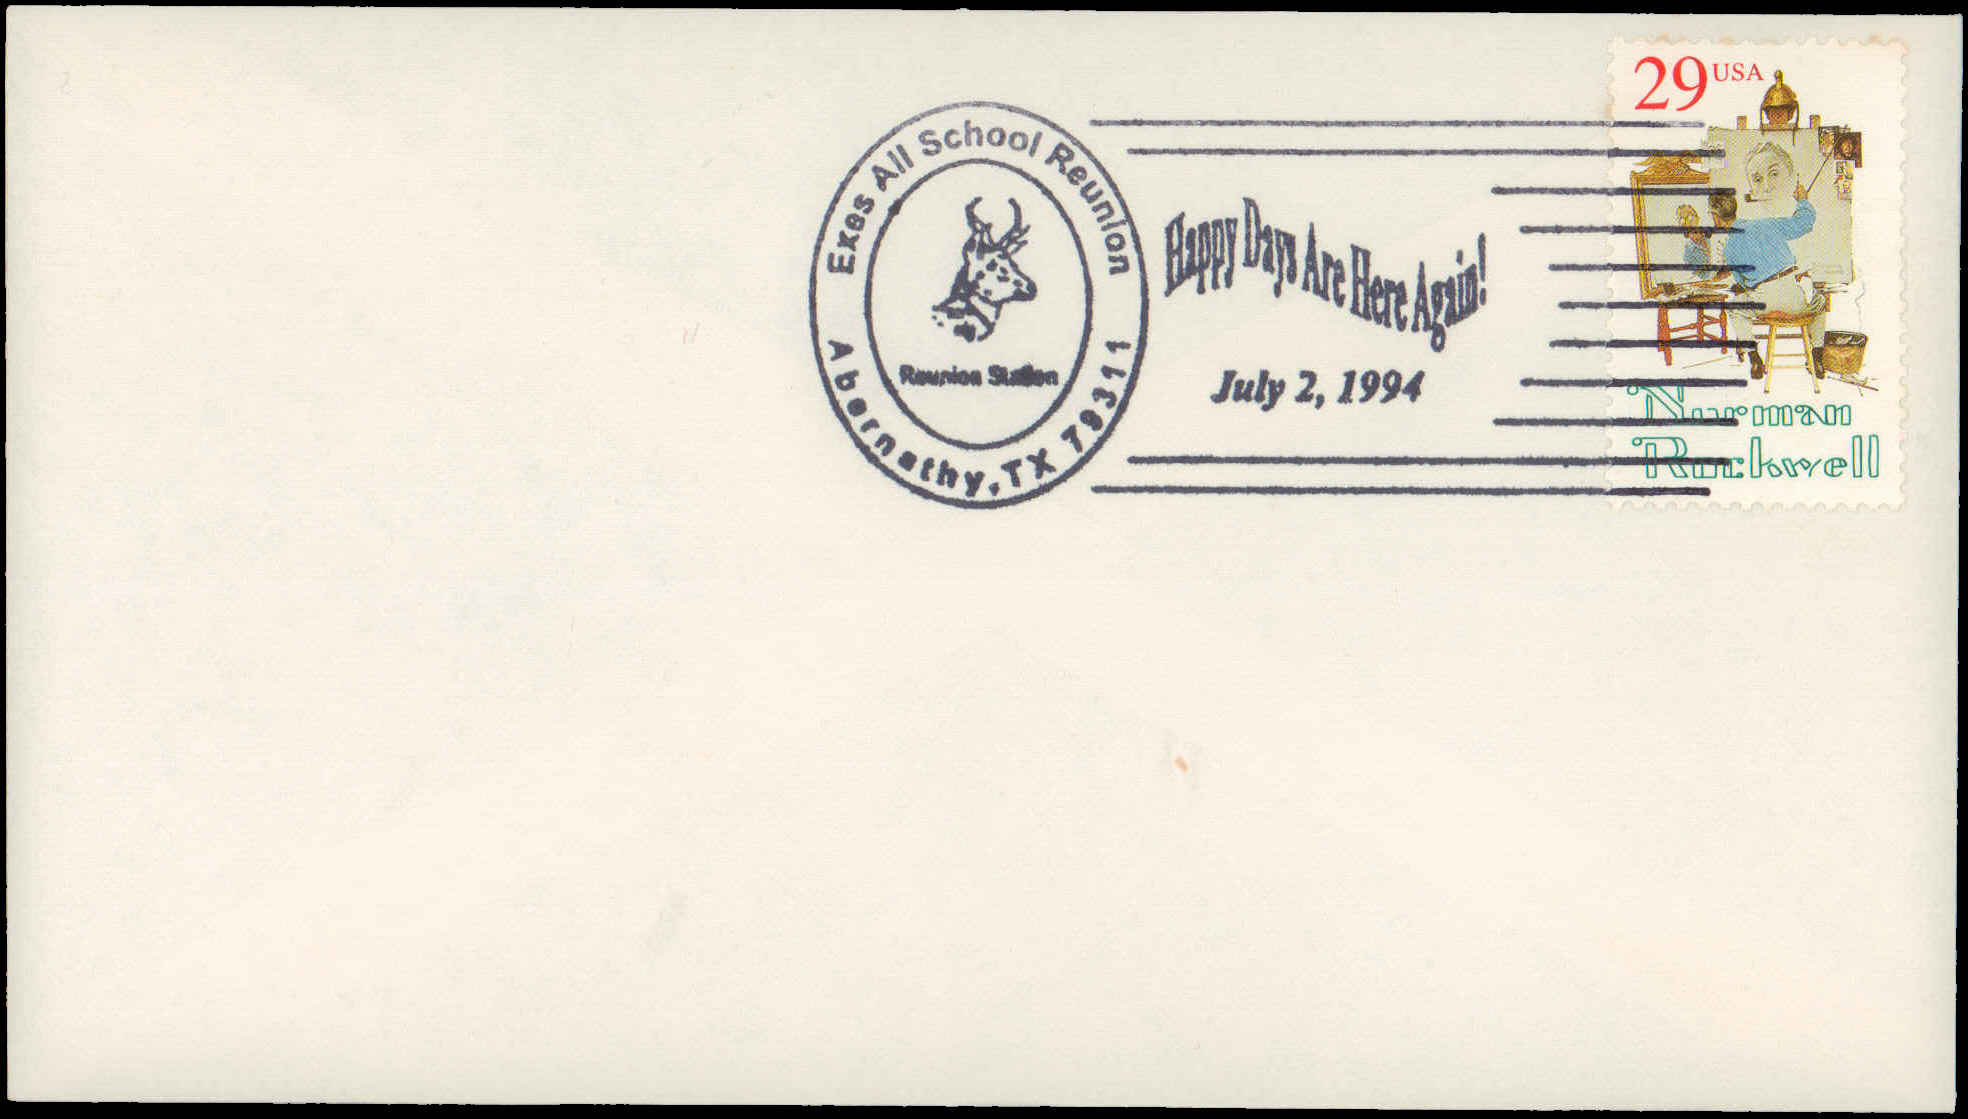 Exes All School Reunion
Reunion Station
Abernathy, TX 79311
Happy Days Are Here Again!
July 2, 1994
29 USA
Norman
Rockwell